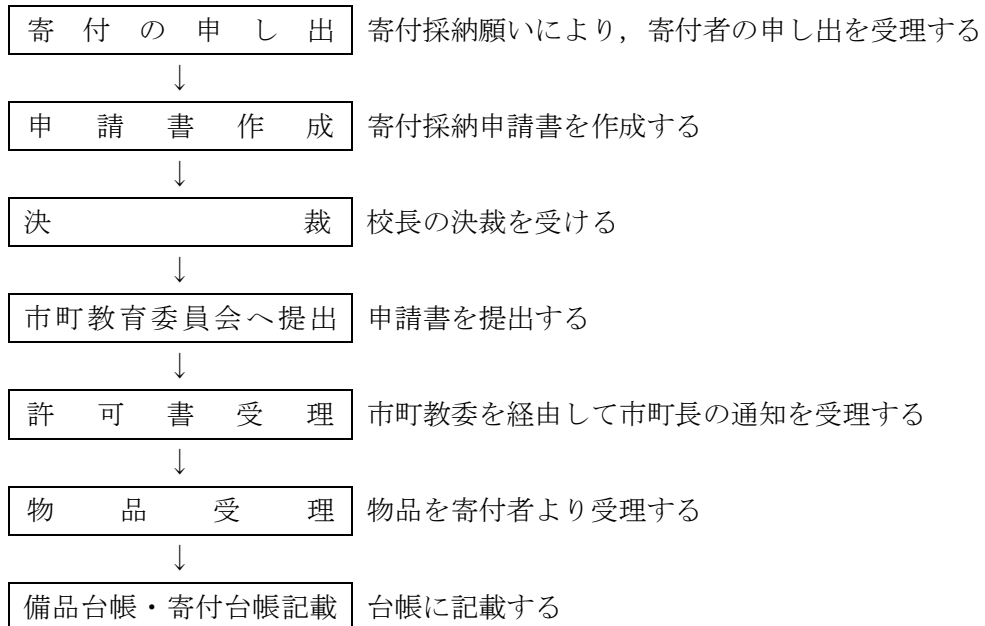 寄付の申し出 寄付採納願いにより，寄付者の申し出を受理する
↓
申請書作成 寄付採納申請書を作成する
↓
決裁 校長の決裁を受ける
↓
市町教育委員会へ提出 申請書を提出する
↓
許可書受理 市町教委を経由して市町長の通知を受理する
↓
物品受理 物品を寄付者より受理する
↓
備品台帳・寄付台帳記載 台帳に記載する